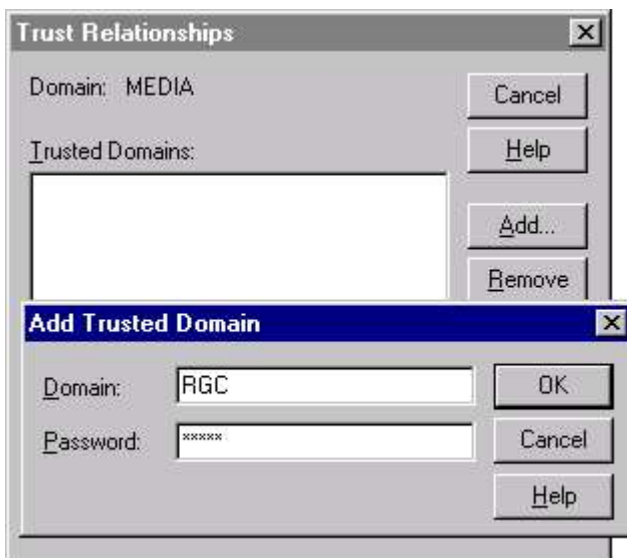 Trust Relationships
Domain: MEDIA
Cancel
Trusted Domains:
Help
Add...
Remove
Add Trusted Domain
Domain: RGC
OK
Password: *****
Cancel
Help